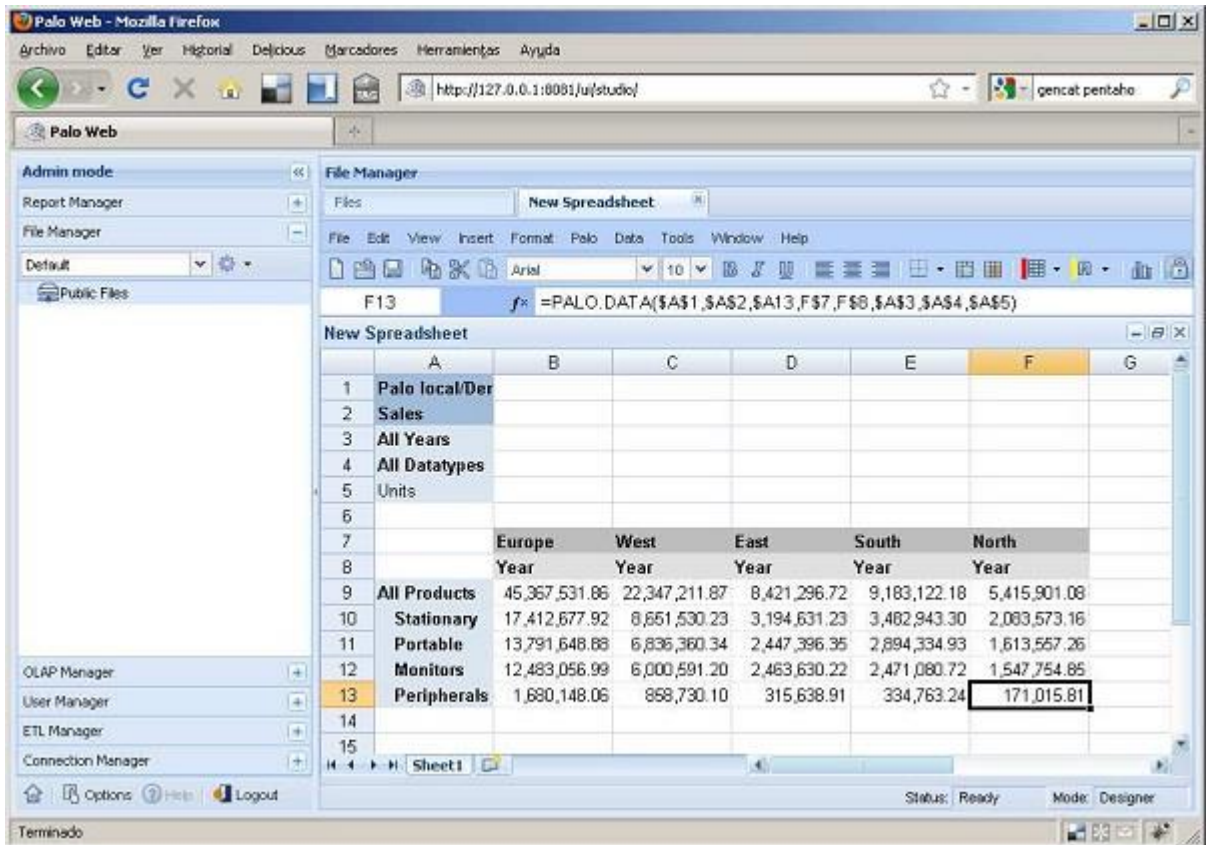 Palo Web - Mozilla Firefox
Archivo Editar Ver Historial Delicious Marcadores Herramientas Ayuda
http://127.0.0.1:8081/ui/studio/
gencat pentaho
Palo Web
Admin mode
Report Manager
File Manager
Default
Public Files
OLAP Manager
User Manager
ETL Manager
Connection Manager
Options Help Logout
File Manager
Files New Spreadsheet
File Edit View Insert Format Palo Data Tools Window Help
Arial 10
F13 fx =PALO.DATA($A$1,$A$2,$A13,F$7,F$8,$A$3,$A$4,$A$5)
New Spreadsheet
A B C D E F G
1 Palo local/Der
2 Sales
3 All Years
4 All Datatypes
5 Units
6
7 Europe West East South North
8 Year Year Year Year Year
9 All Products 45,367,531.86 22,347,211.87 8,421,296.72 9,183,122.18 5,415,901.08
10 Stationary 17,412,677.92 8,651,530.23 3,194,631.23 3,482,943.30 2,083,573.16
11 Portable 13,791,648.88 6,836,360.34 2,447,396.35 2,894,334.93 1,613,557.26
12 Monitors 12,483,056.99 6,000,591.20 2,463,630.22 2,471,080.72 1,547,754.85
13 Peripherals 1,680,148.06 858,730.10 315,638.91 334,763.24 171,015.81
14
15
Sheet1
Status: Ready Mode: Designer
Terminado